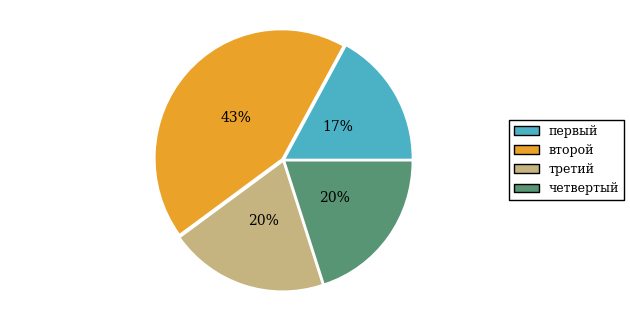 43%
17%
20%
20%
первый
второй
третий
четвертый